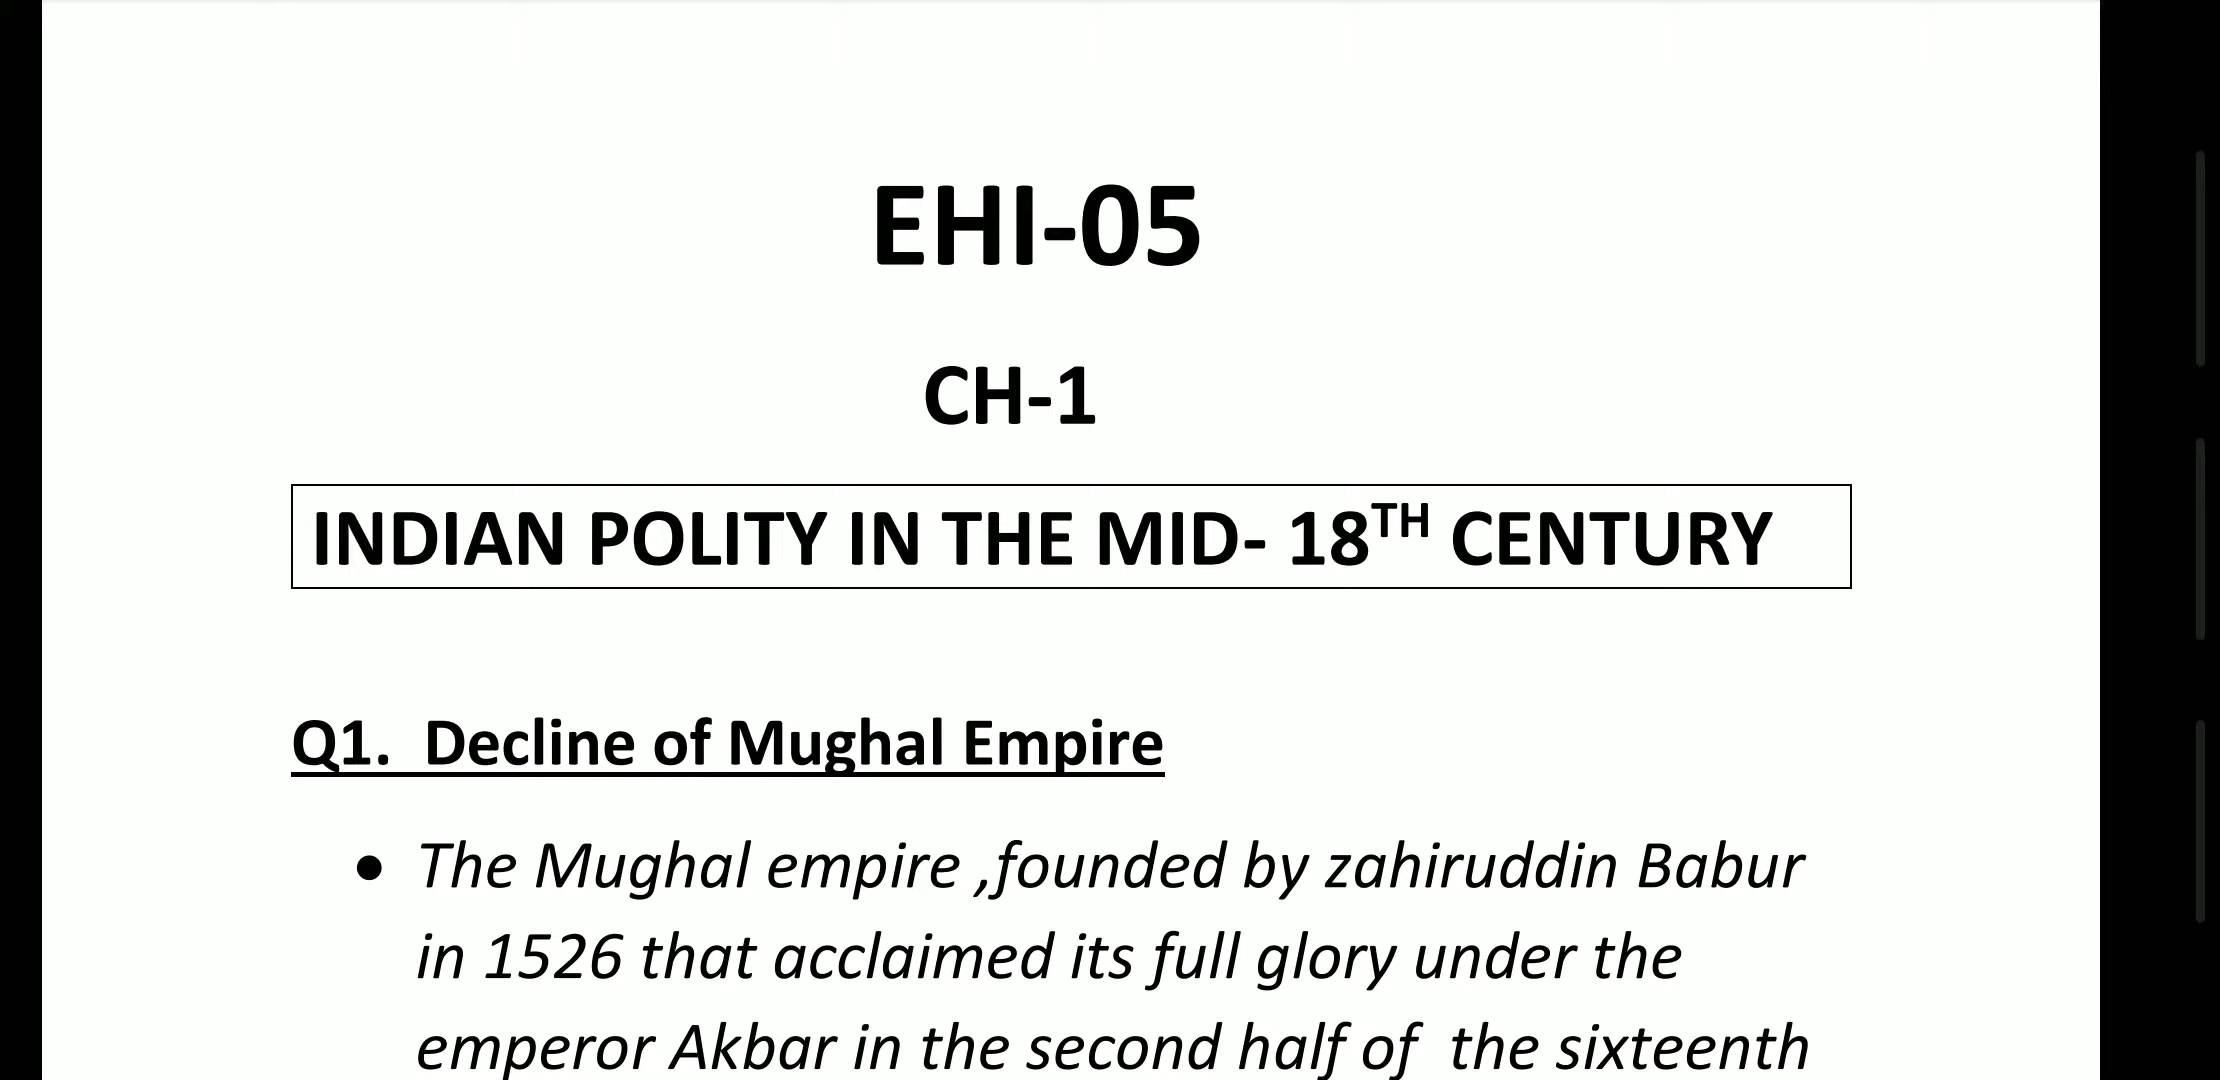 EHI-05
CH-1
INDIAN POLITY IN THE MID- 18TH CENTURY
Q1. Decline of Mughal Empire
• The Mughal empire ,founded by zahiruddin Babur
in 1526 that acclaimed its full glory under the
emperor Akbar in the second half of the sixteenth